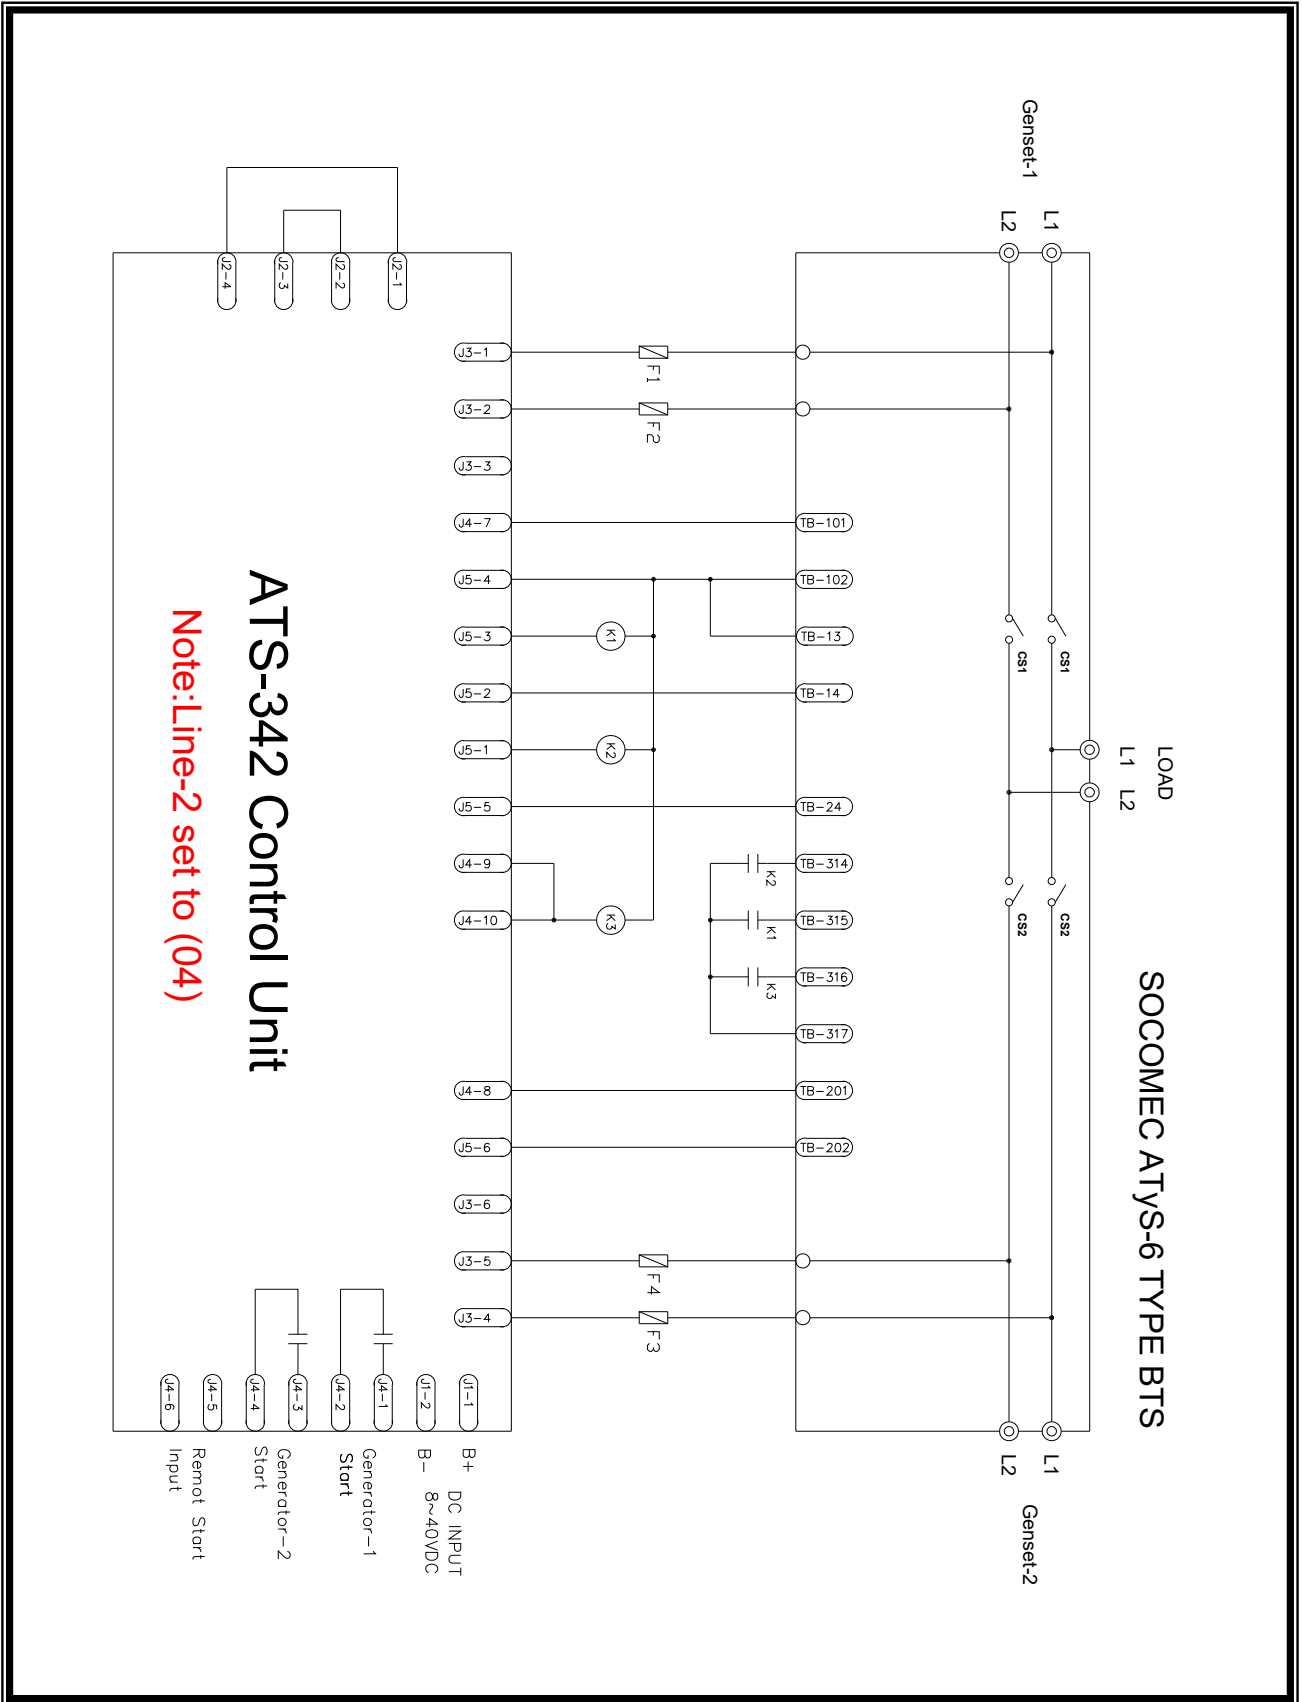 SOCOMEC ATyS-6 TYPE BTS
LOAD
L1 L2
Genset-1
L1
L2
CS1
CS1
CS2
CS2
L1
L2
Genset-2
TB-101
TB-102
TB-13
TB-14
TB-24
TB-314
TB-315
TB-316
TB-317
TB-201
TB-202
K2
K1
K3
F1
F2
F4
F3
K1
K2
K3
J3-1
J3-2
J3-3
J4-7
J5-4
J5-3
J5-2
J5-1
J5-5
J4-9
J4-10
J4-8
J5-6
J3-6
J3-5
J3-4
J2-1
J2-2
J2-3
J2-4
ATS-342 Control Unit
Note:Line-2 set to (04)
J1-1
J1-2
J4-1
J4-2
J4-3
J4-4
J4-5
J4-6
B+
B-
DC INPUT
8~40VDC
Generator-1
Start
Generator-2
Start
Remot Start
Input